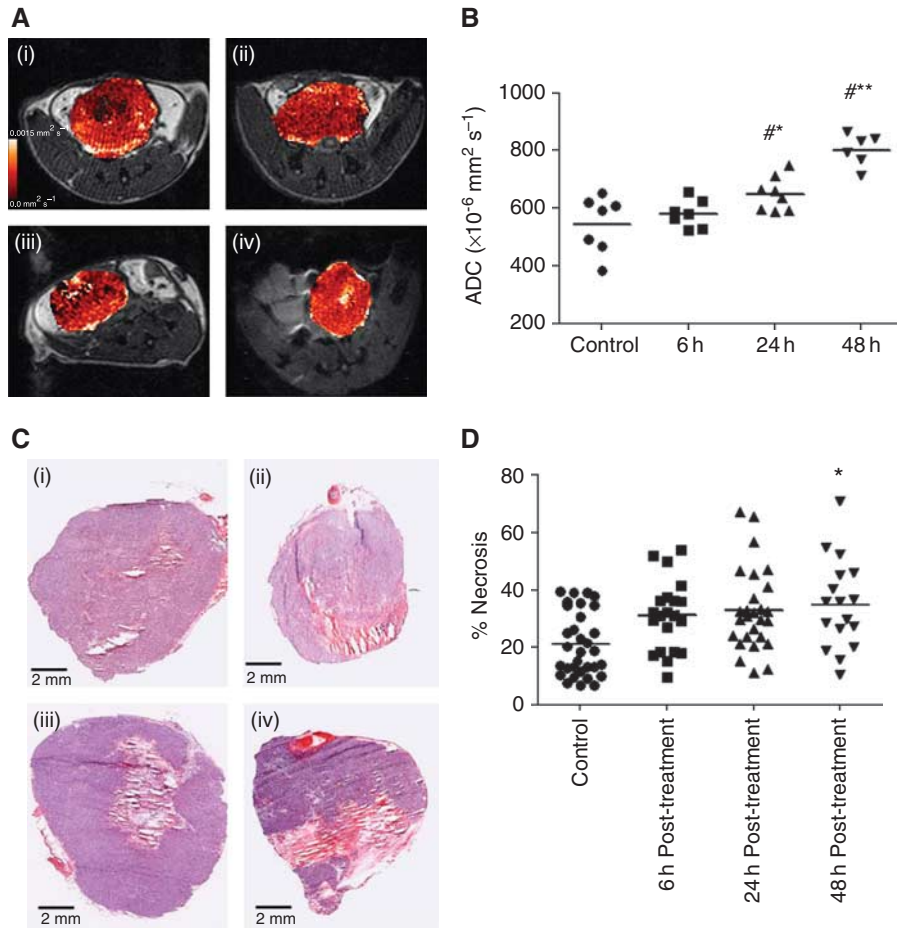 A
(i)
(ii)
0.0015 mm² s⁻¹
0.0 mm² s⁻¹
(iii)
(iv)
B
1000
800
600
400
200
ADC (×10⁻⁶ mm² s⁻¹)
#*
#**
Control
6 h
24 h
48 h
C
(i)
2 mm
(ii)
2 mm
(iii)
2 mm
(iv)
2 mm
D
80
60
40
20
0
% Necrosis
*
Control
6 h Post-treatment
24 h Post-treatment
48 h Post-treatment